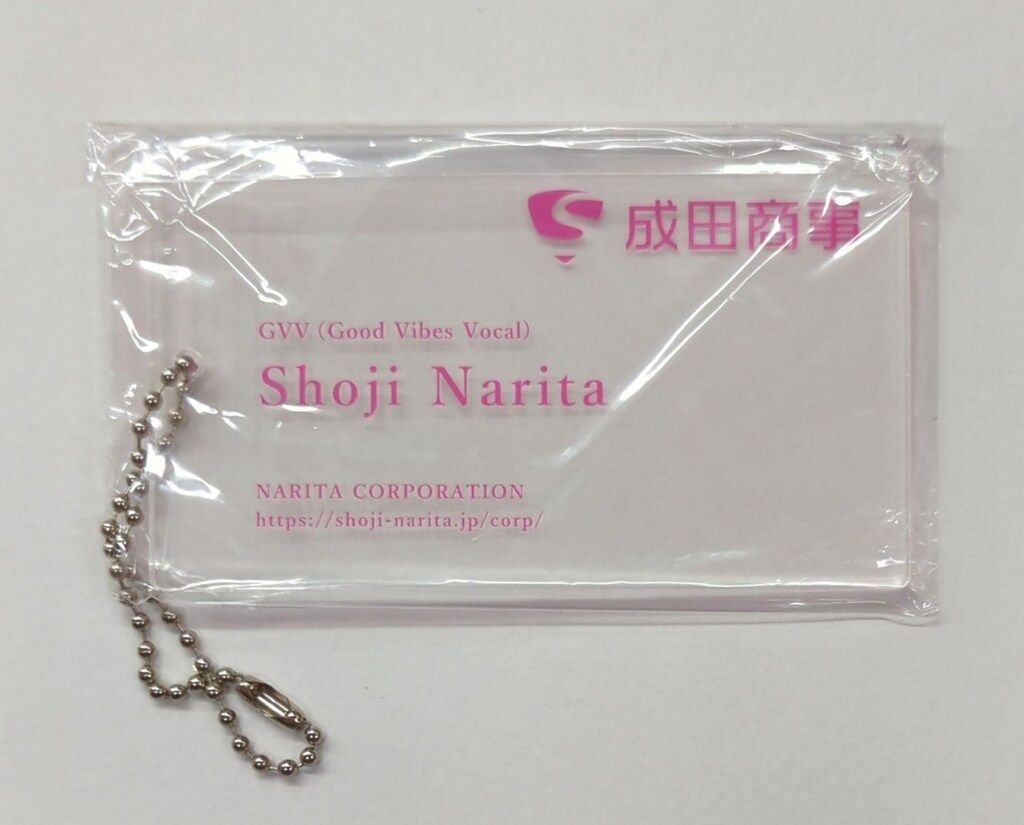 成田商事
GVV (Good Vibes Vocal)
Shoji Narita
NARITA CORPORATION
https://shoji-narita.jp/corp/